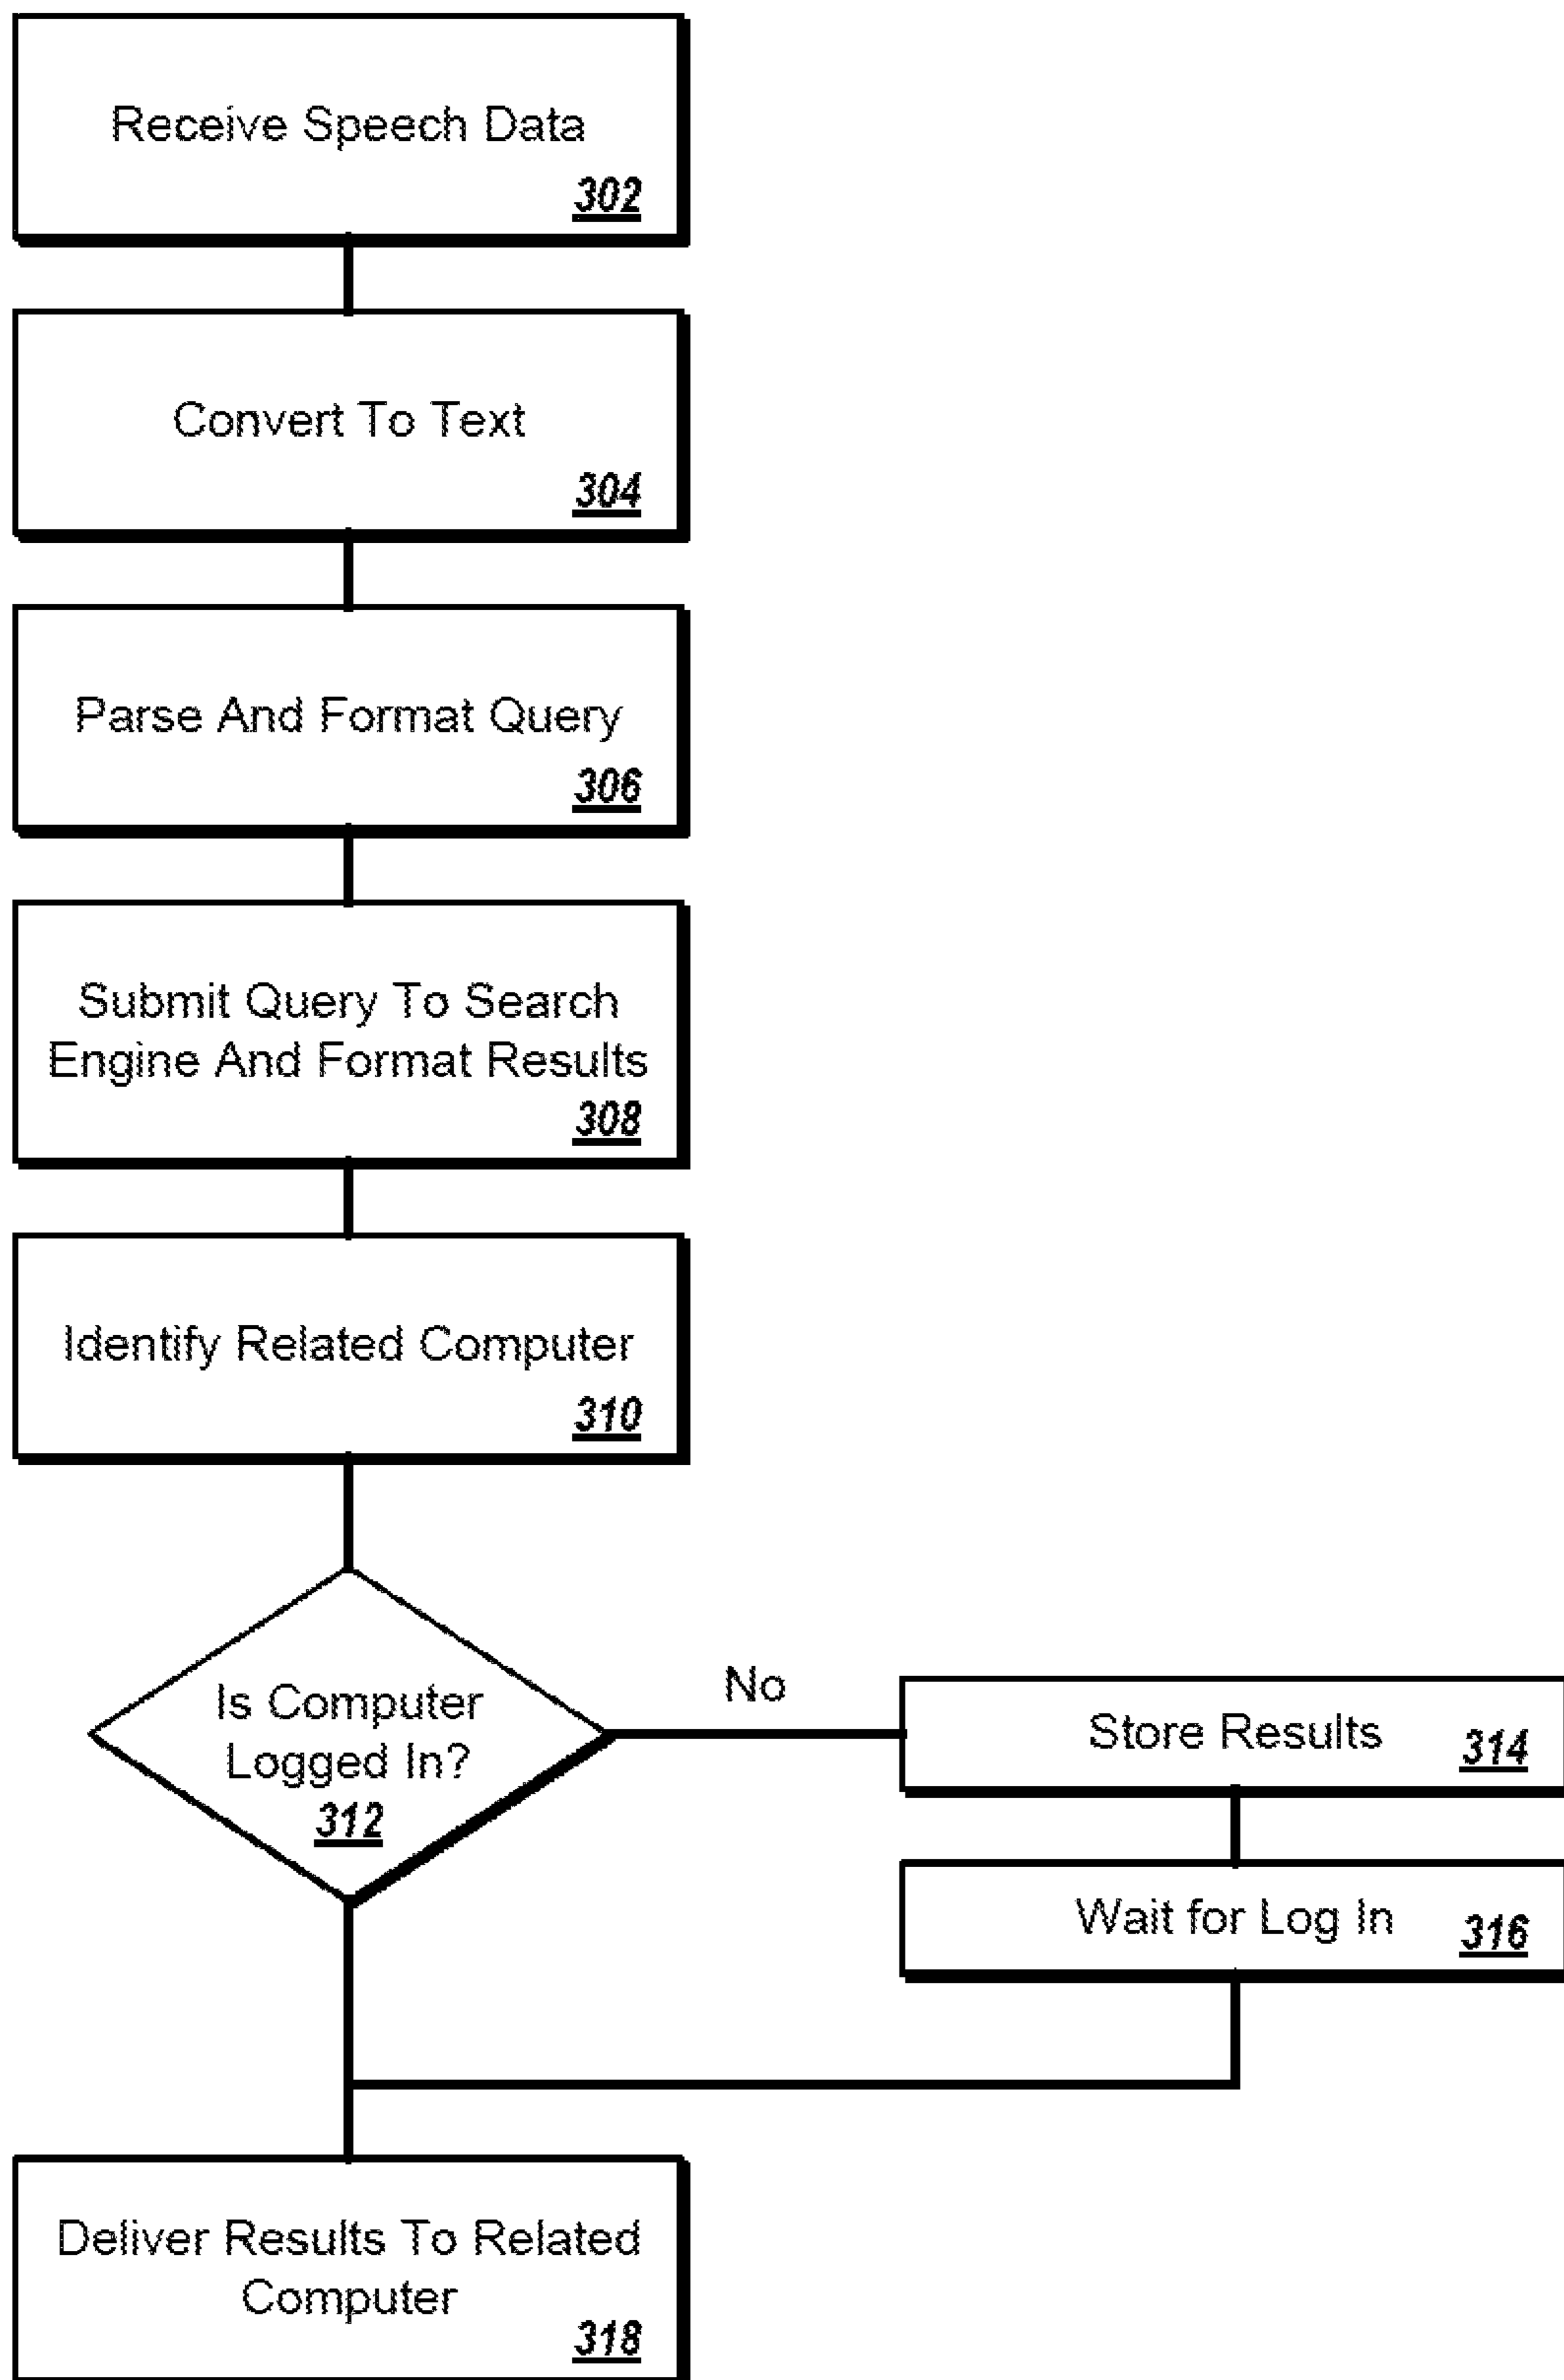 Receive Speech Data
302
Convert To Text
304
Parse And Format Query
306
Submit Query To Search
Engine And Format Results
308
Identify Related Computer
310
Is Computer
Logged In?
312
No
Store Results
314
Wait for Log In
316
Deliver Results To Related
Computer
318